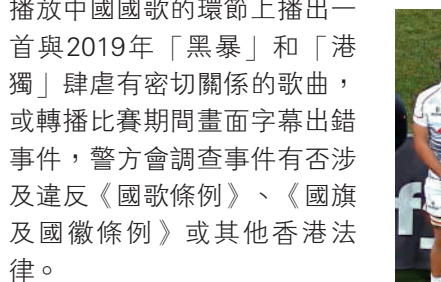 播放中國國歌的環節上播出一
首與2019年「黑暴」和「港
獨」肆虐有密切關係的歌曲，
或轉播比賽期間畫面字幕出錯
事件，警方會調查事件有否涉
及違反《國歌條例》、《國旗
及國徽條例》或其他香港法
律。